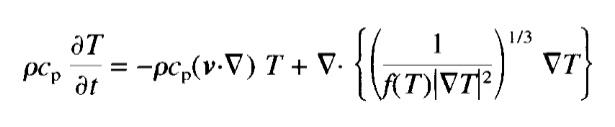 ρc_p ∂T/∂t = −ρc_p(v·∇) T + ∇· {(1/(f(T)|∇T|²))^{1/3} ∇T}